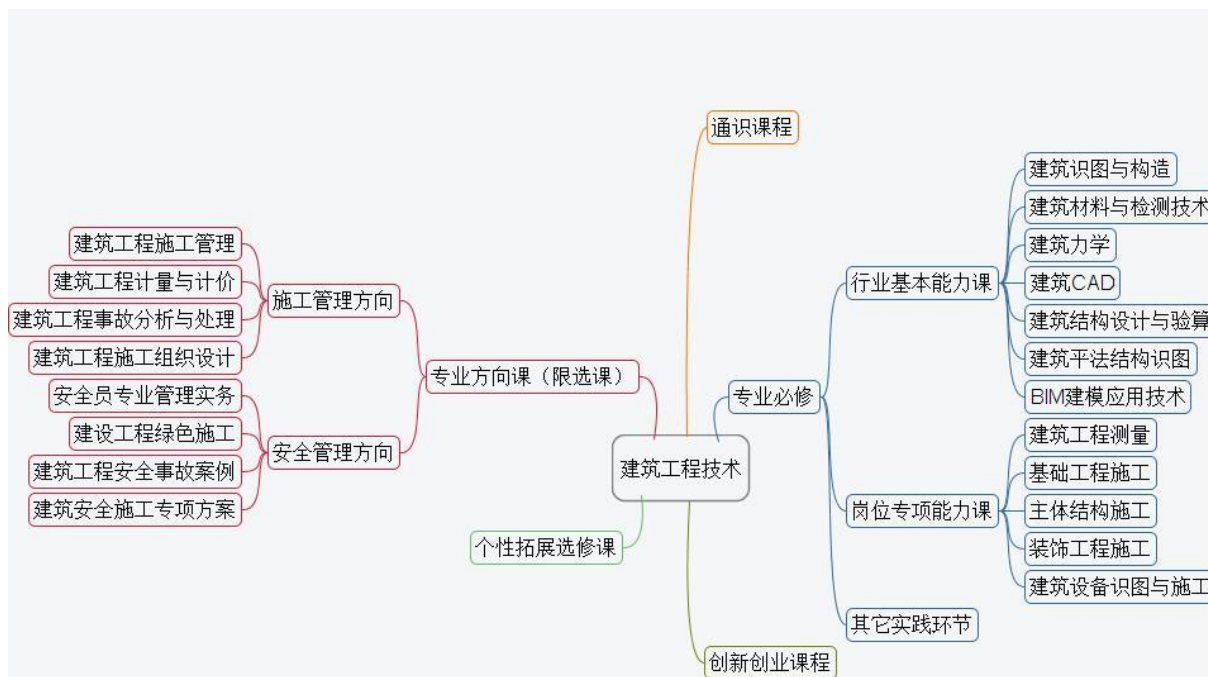 通识课程
建筑识图与构造
建筑材料与检测技术
建筑力学
建筑CAD
建筑结构设计与验算
建筑平法结构识图
BIM建模应用技术
行业基本能力课
专业必修
建筑工程测量
基础工程施工
主体结构施工
装饰工程施工
建筑设备识图与施工
岗位专项能力课
其它实践环节
建筑工程施工管理
建筑工程计量与计价
建筑工程事故分析与处理
建筑工程施工组织设计
施工管理方向
专业方向课（限选课）
安全员专业管理实务
建设工程绿色施工
建筑工程安全事故案例
建筑安全施工专项方案
安全管理方向
建筑工程技术
个性拓展选修课
创新创业课程